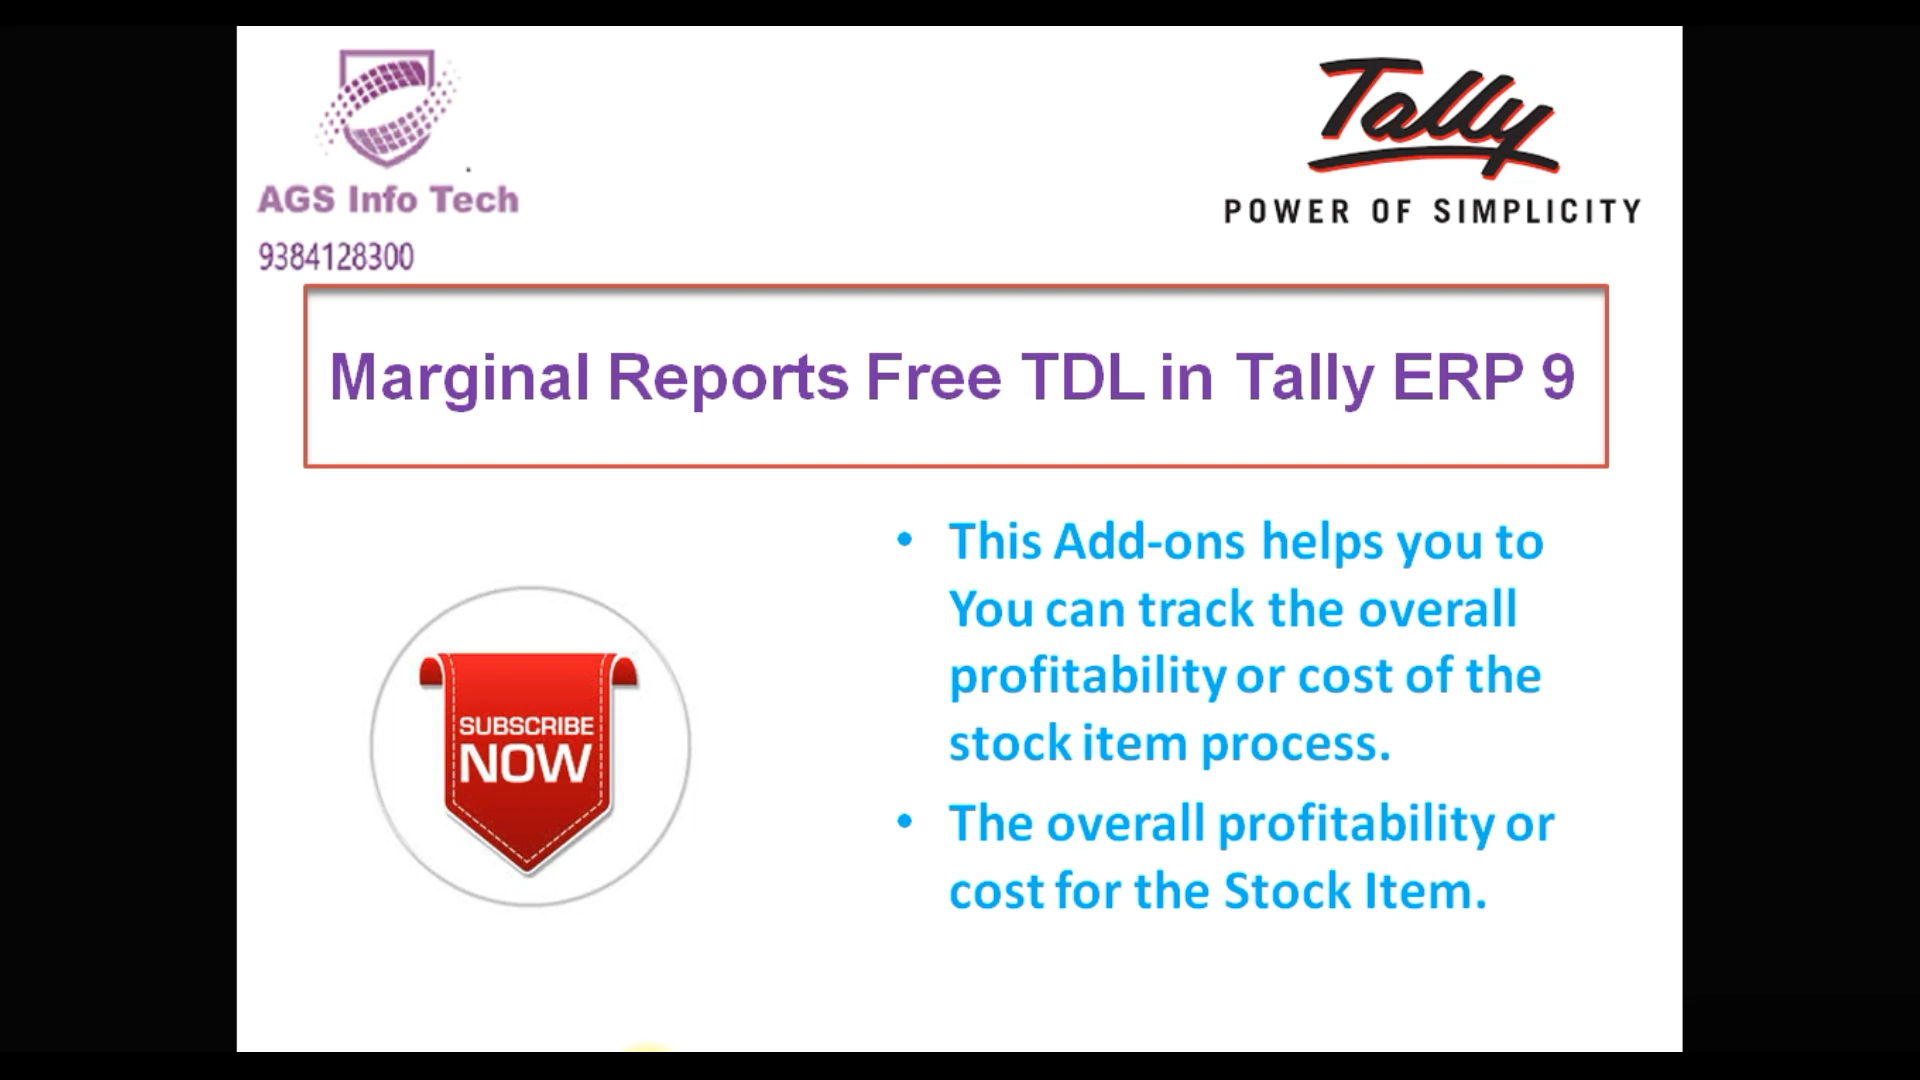 AGS Info Tech
9384128300
Tally
POWER OF SIMPLICITY
Marginal Reports Free TDL in Tally ERP 9
SUBSCRIBE
NOW
• This Add-ons helps you to
You can track the overall
profitability or cost of the
stock item process.
• The overall profitability or
cost for the Stock Item.